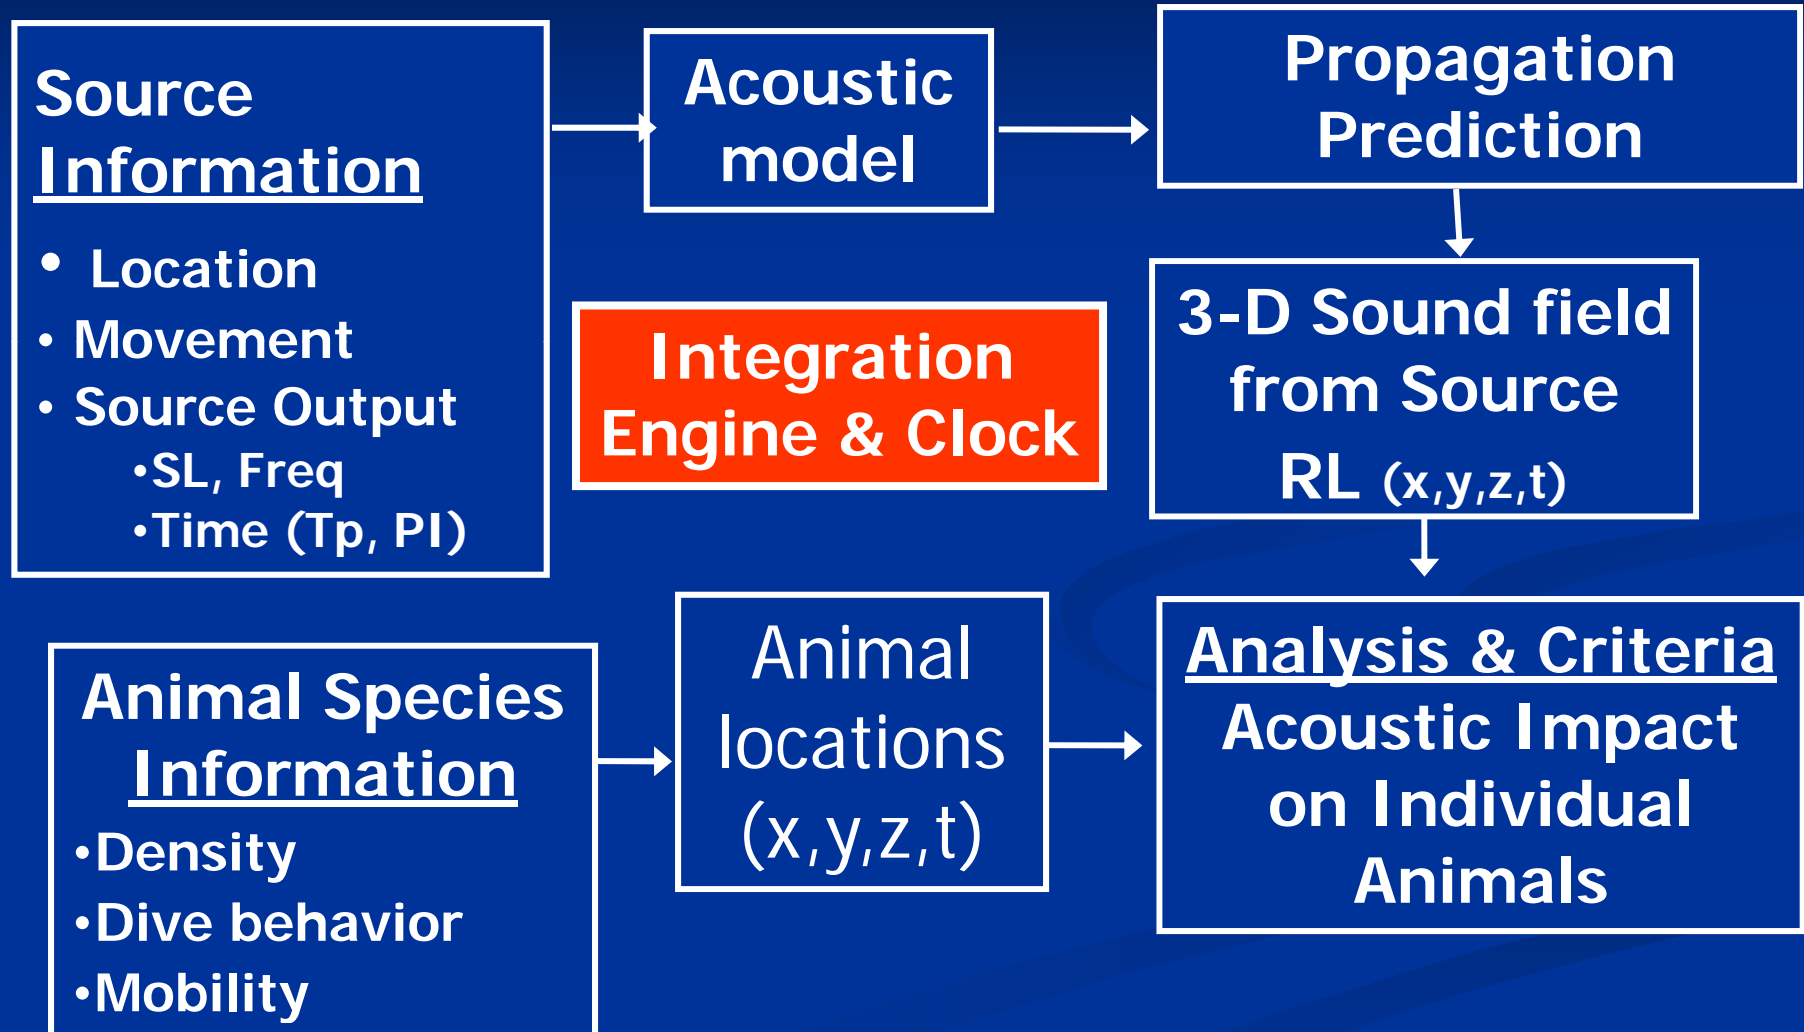 Source
Information
• Location
• Movement
• Source Output
•SL, Freq
•Time (Tp, PI)
Acoustic
model
Propagation
Prediction
Integration
Engine & Clock
3-D Sound field
from Source
RL (x,y,z,t)
Animal Species
Information
•Density
•Dive behavior
•Mobility
Animal
locations
(x,y,z,t)
Analysis & Criteria
Acoustic Impact
on Individual
Animals